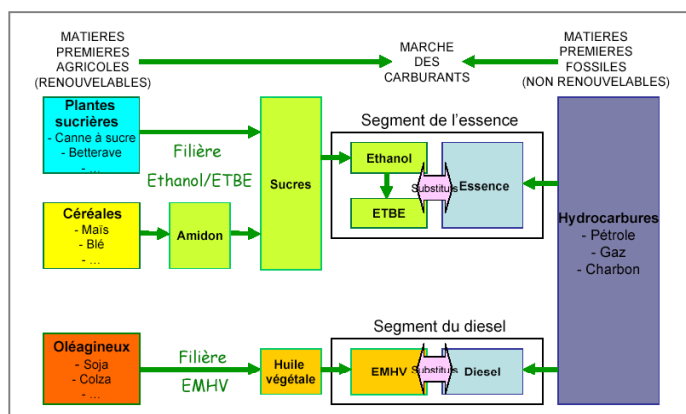 MATIERES
PREMIERES
AGRICOLES
(RENOUVELABLES)
MARCHE
DES
CARBURANTS
MATIERES
PREMIERES
FOSSILES
(NON RENOUVELABLES)
Plantes
sucrières
- Canne à sucre
- Betterave
- ...
Filière
Ethanol/ETBE
Céréales
- Maïs
- Blé
- ...
Amidon
Sucres
Segment de l'essence
Ethanol
ETBE
Substituts
Essence
Hydrocarbures
- Pétrole
- Gaz
- Charbon
Oléagineux
- Soja
- Colza
- ...
Filière
EMHV
Huile
végétale
Segment du diesel
EMHV
Substituts
Diesel